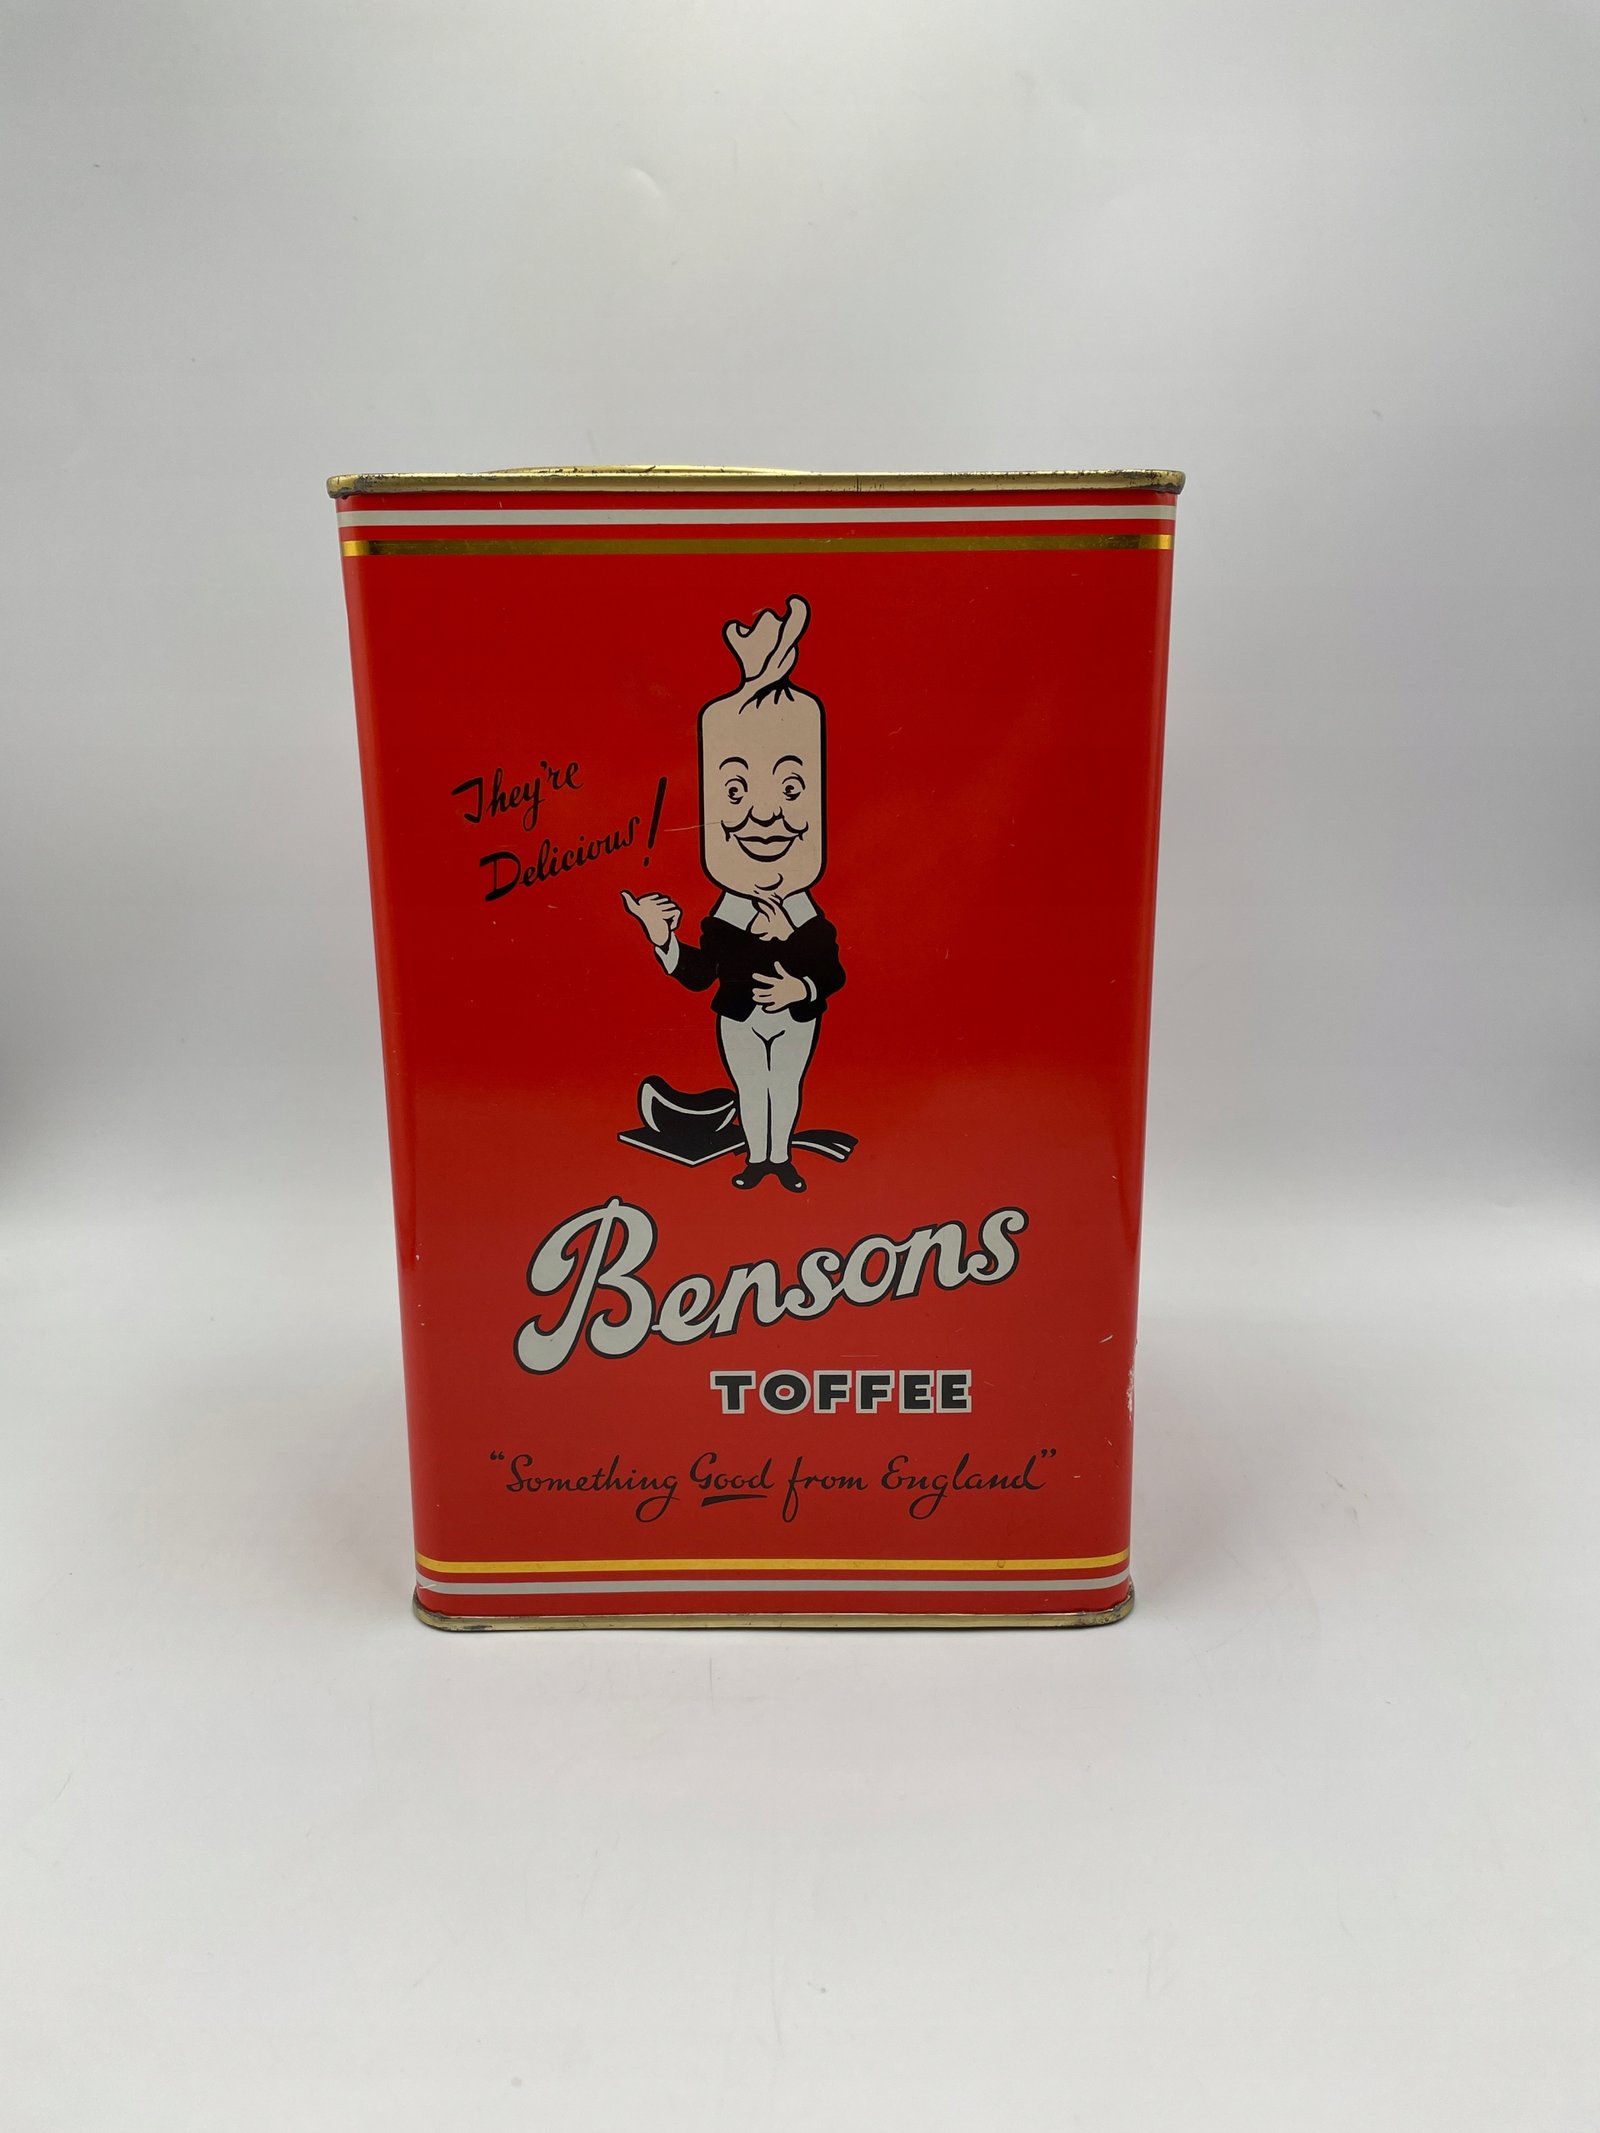 They're
Delicious!
Bensons
TOFFEE
"Something Good from England"